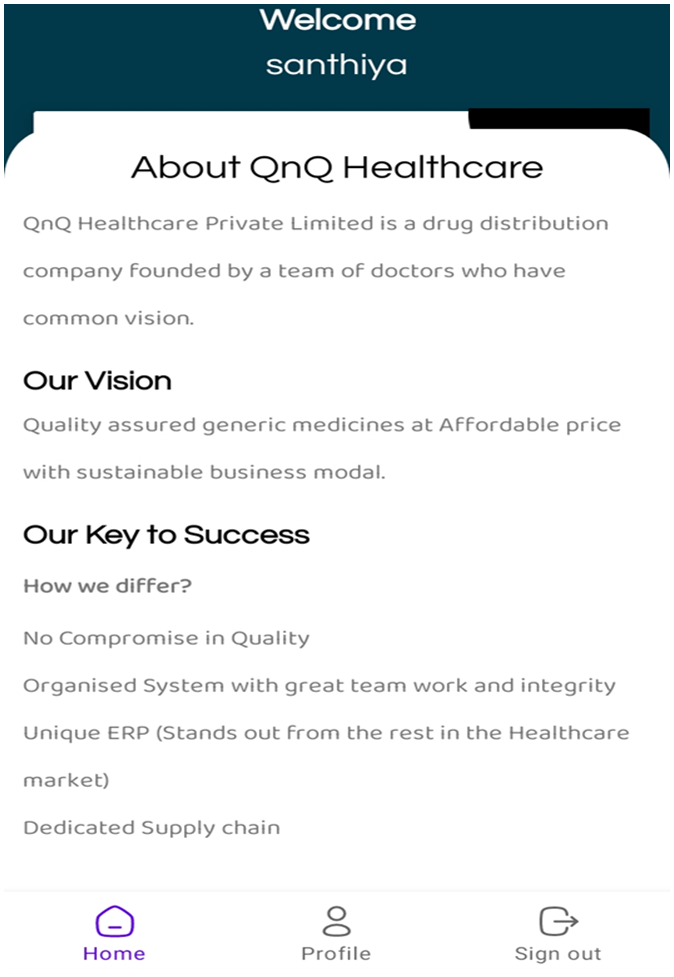 Welcome
santhiya
About QnQ Healthcare
QnQ Healthcare Private Limited is a drug distribution
company founded by a team of doctors who have
common vision.
Our Vision
Quality assured generic medicines at Affordable price
with sustainable business modal.
Our Key to Success
How we differ?
No Compromise in Quality
Organised System with great team work and integrity
Unique ERP (Stands out from the rest in the Healthcare
market)
Dedicated Supply chain
Home Profile Sign out